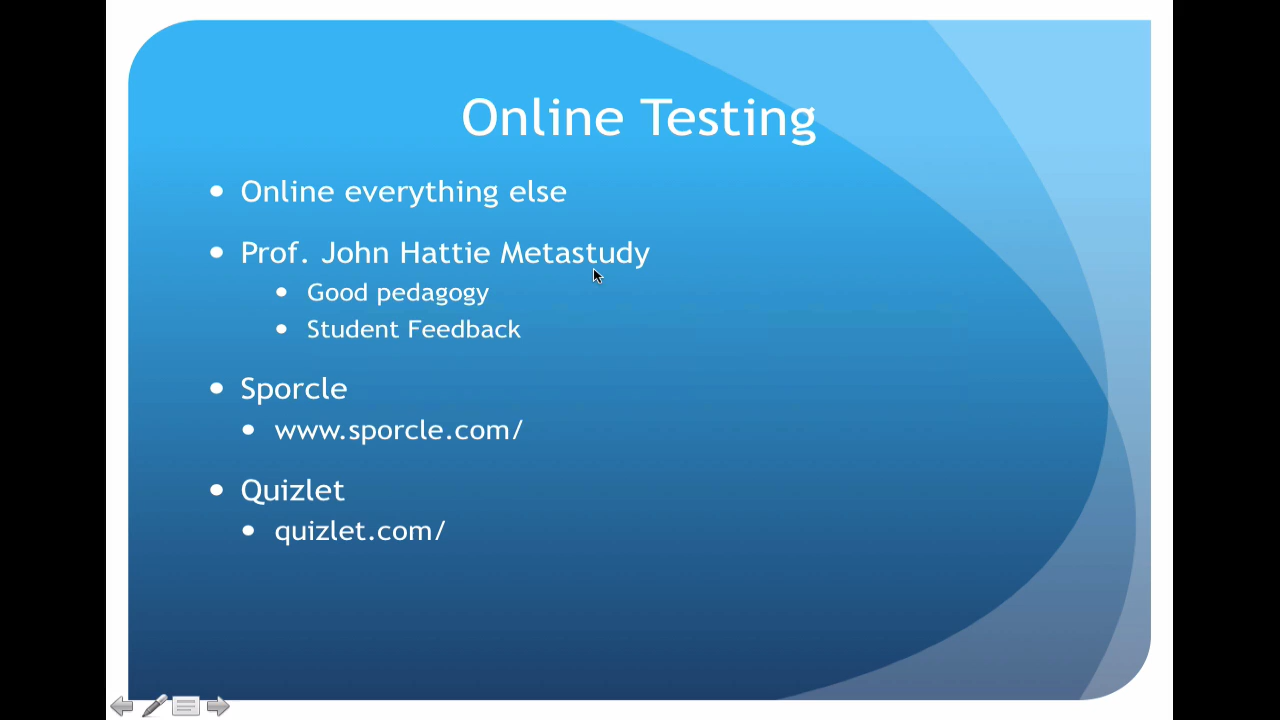 Online Testing
Online everything else
Prof. John Hattie Metastudy
Good pedagogy
Student Feedback
Sporcle
www.sporcle.com/
Quizlet
quizlet.com/